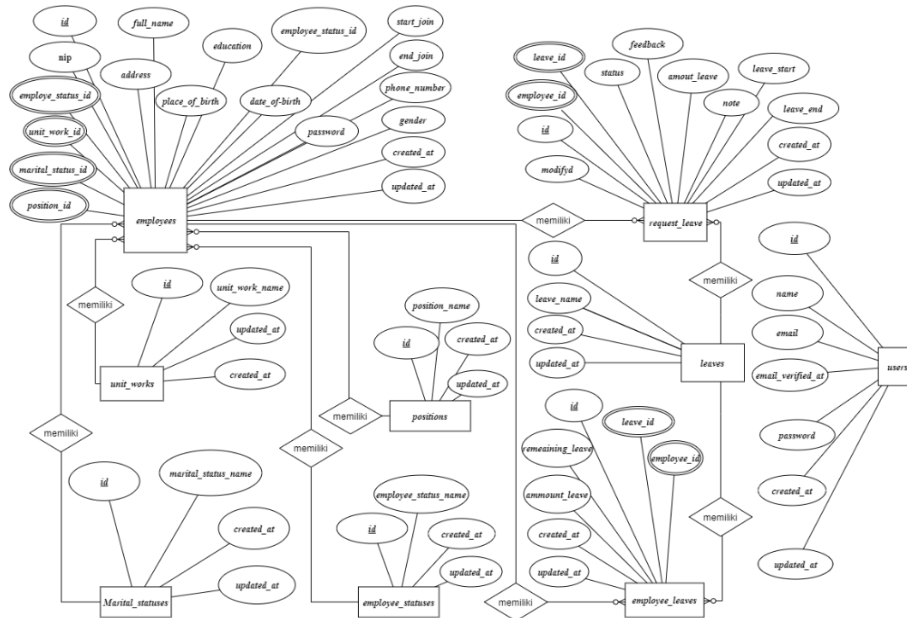 id
full_name
employee_status_id
start_join
nip
address
education
end_join
employe_status_id
place_of_birth
date_of-birth
phone_number
unit_work_id
password
gender
marital_status_id
created_at
position_id
updated_at
employees
leave_id
feedback
status
amout_leave
leave_start
employee_id
note
leave_end
id
created_at
modifyd
updated_at
request_leave
memiliki
memiliki
id
unit_work_name
updated_at
created_at
unit_works
memiliki
position_name
id
created_at
updated_at
positions
memiliki
id
leave_name
created_at
updated_at
leaves
memiliki
id
name
email
email_verified_at
password
created_at
updated_at
users
memiliki
id
marital_status_name
created_at
updated_at
Marital_statuses
memiliki
employee_status_name
id
created_at
updated_at
employee_statuses
memiliki
id
leave_id
employee_id
remeaining_leave
ammount_leave
created_at
updated_at
employee_leaves
memiliki